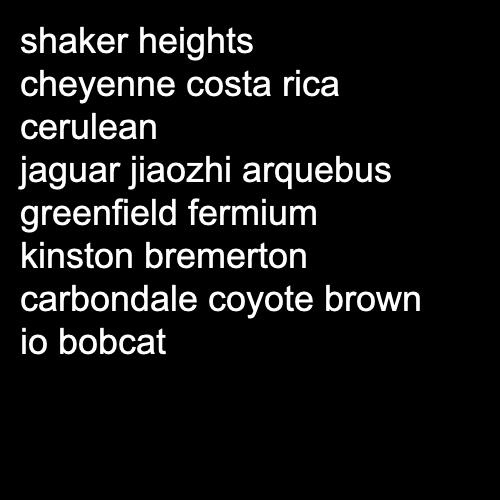 shaker heights
cheyenne costa rica
cerulean
jaguar jiaozhi arquebus
greenfield fermium
kinston bremerton
carbondale coyote brown
io bobcat